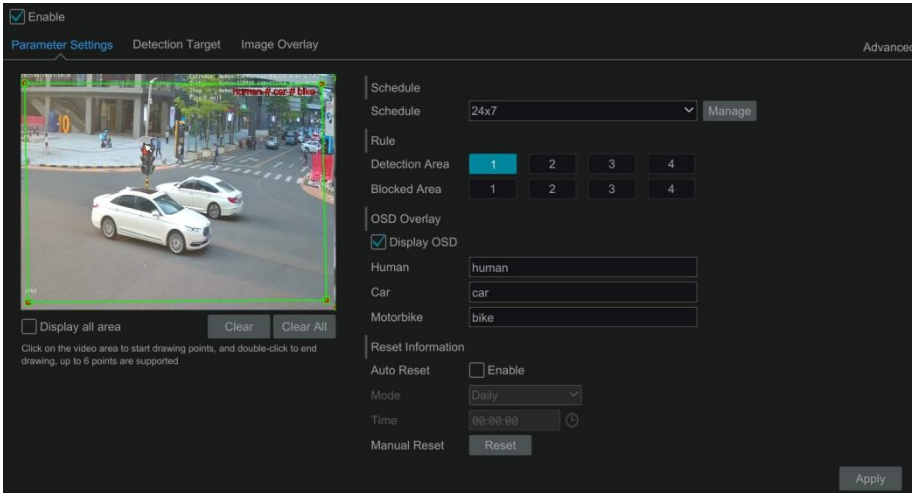 Enable
Parameter Settings Detection Target Image Overlay Advanced
human:# car:# bike:
10
Schedule
Schedule 24x7 Manage
Rule
Detection Area 1 2 3 4
Blocked Area 1 2 3 4
OSD Overlay
Display OSD
Human human
Car car
Motorbike bike
Display all area Clear Clear All
Click on the video area to start drawing points, and double-click to end
drawing, up to 6 points are supported
Reset Information
Auto Reset Enable
Mode Daily
Time 00:00:00
Manual Reset Reset
Apply